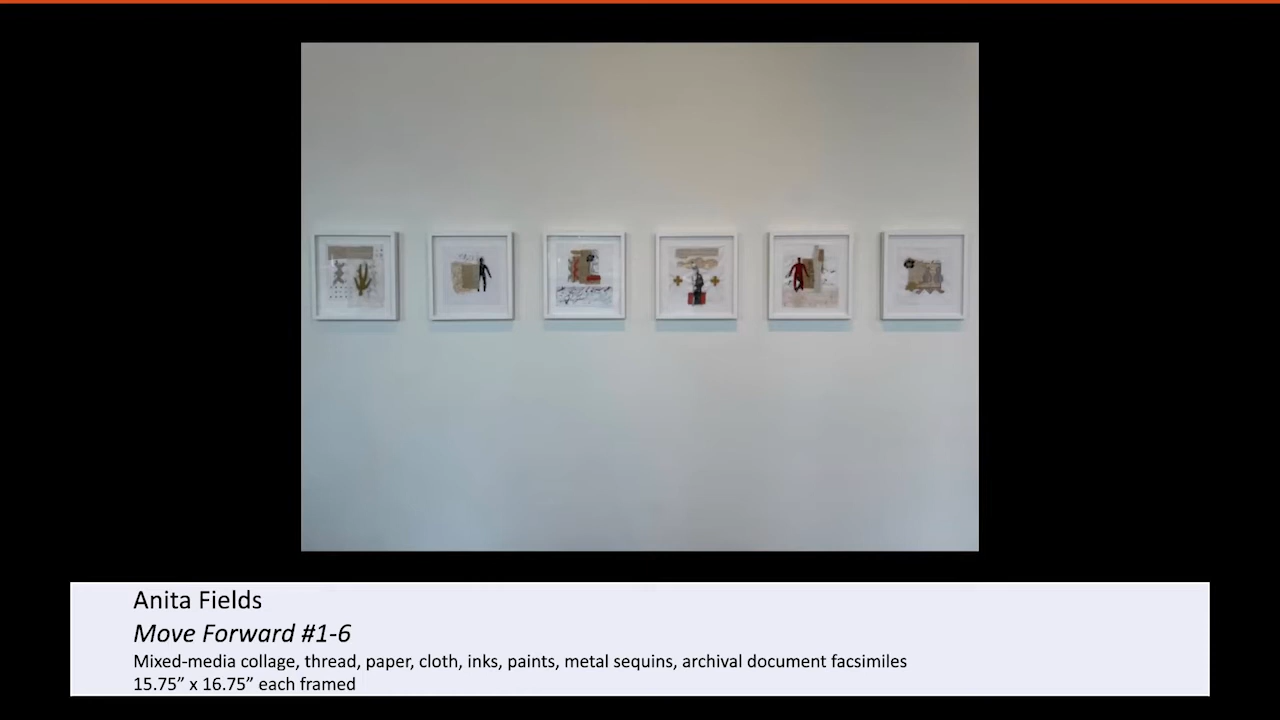 Anita Fields
Move Forward #1-6
Mixed-media collage, thread, paper, cloth, inks, paints, metal sequins, archival document facsimiles
15.75” x 16.75” each framed